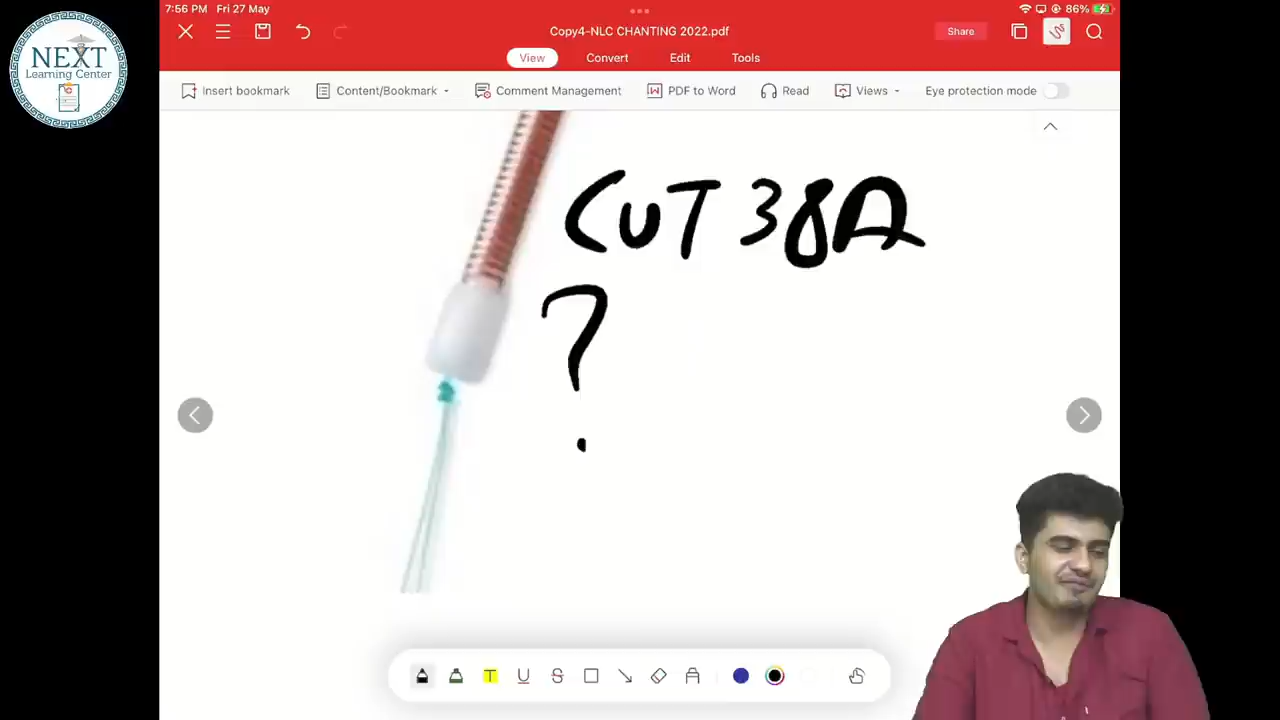 7:56 PM Fri 27 May
86%
NEXT
Learning Center
Copy4-NLC CHANTING 2022.pdf
Share
View
Convert
Edit
Tools
Insert bookmark
Content/Bookmark
Comment Management
PDF to Word
Read
Views
Eye protection mode
CUT 38A
?
T U S